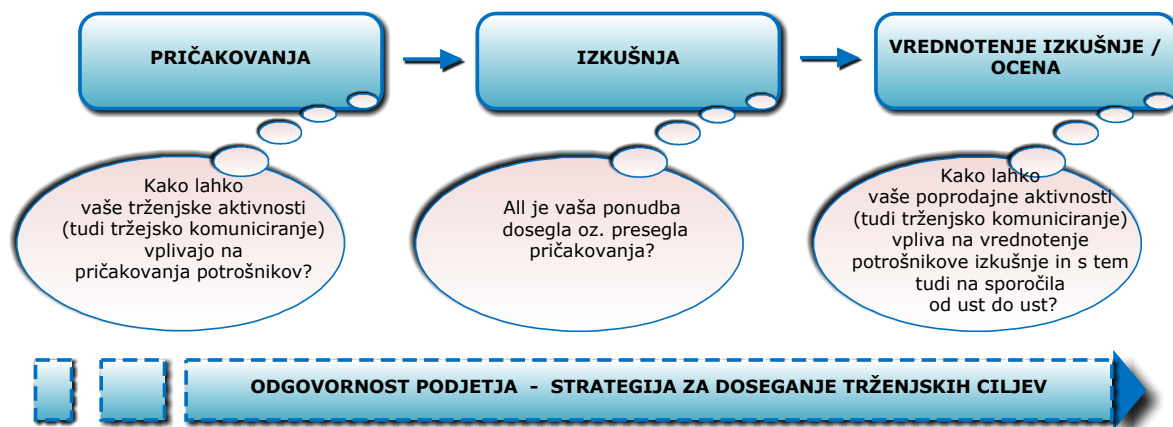 PRIČAKOVANJA
IZKUŠNJA
VREDNOTENJE IZKUŠNJE /
OCENA
Kako lahko
vaše trženjske aktivnosti
(tudi tržejsko komuniciranje)
vplivajo na
pričakovanja potrošnikov?
All je vaša ponudba
dosegla oz. presegla
pričakovanja?
Kako lahko
vaše poprodajne aktivnosti
(tudi trženjsko komuniciranje)
vpliva na vrednotenje
potrošnikove izkušnje in s tem
tudi na sporočila
od ust do ust?
ODGOVORNOST PODJETJA - STRATEGIJA ZA DOSEGANJE TRŽENJSKIH CILJEV